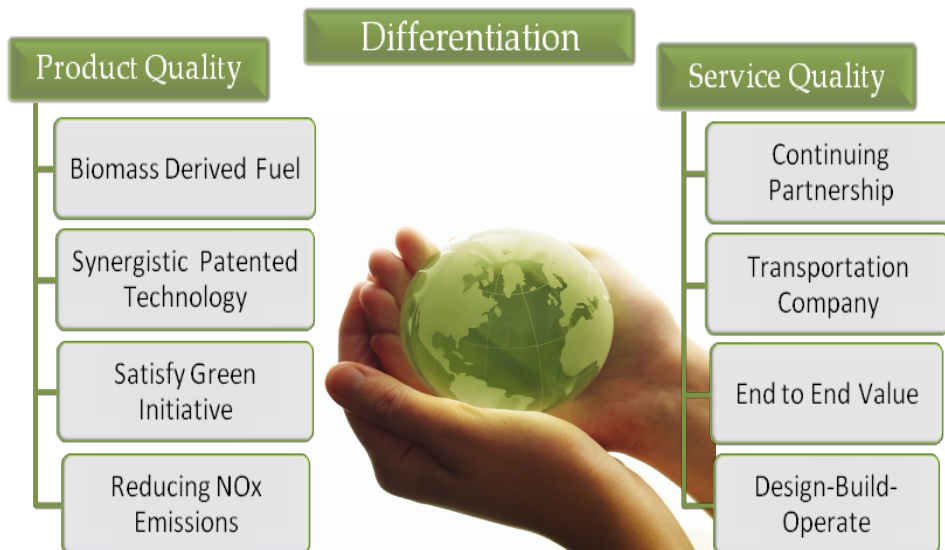 Differentiation
Product Quality
Biomass Derived Fuel
Synergistic Patented
Technology
Satisfy Green
Initiative
Reducing NOx
Emissions
Service Quality
Continuing
Partnership
Transportation
Company
End to End Value
Design-Build-
Operate